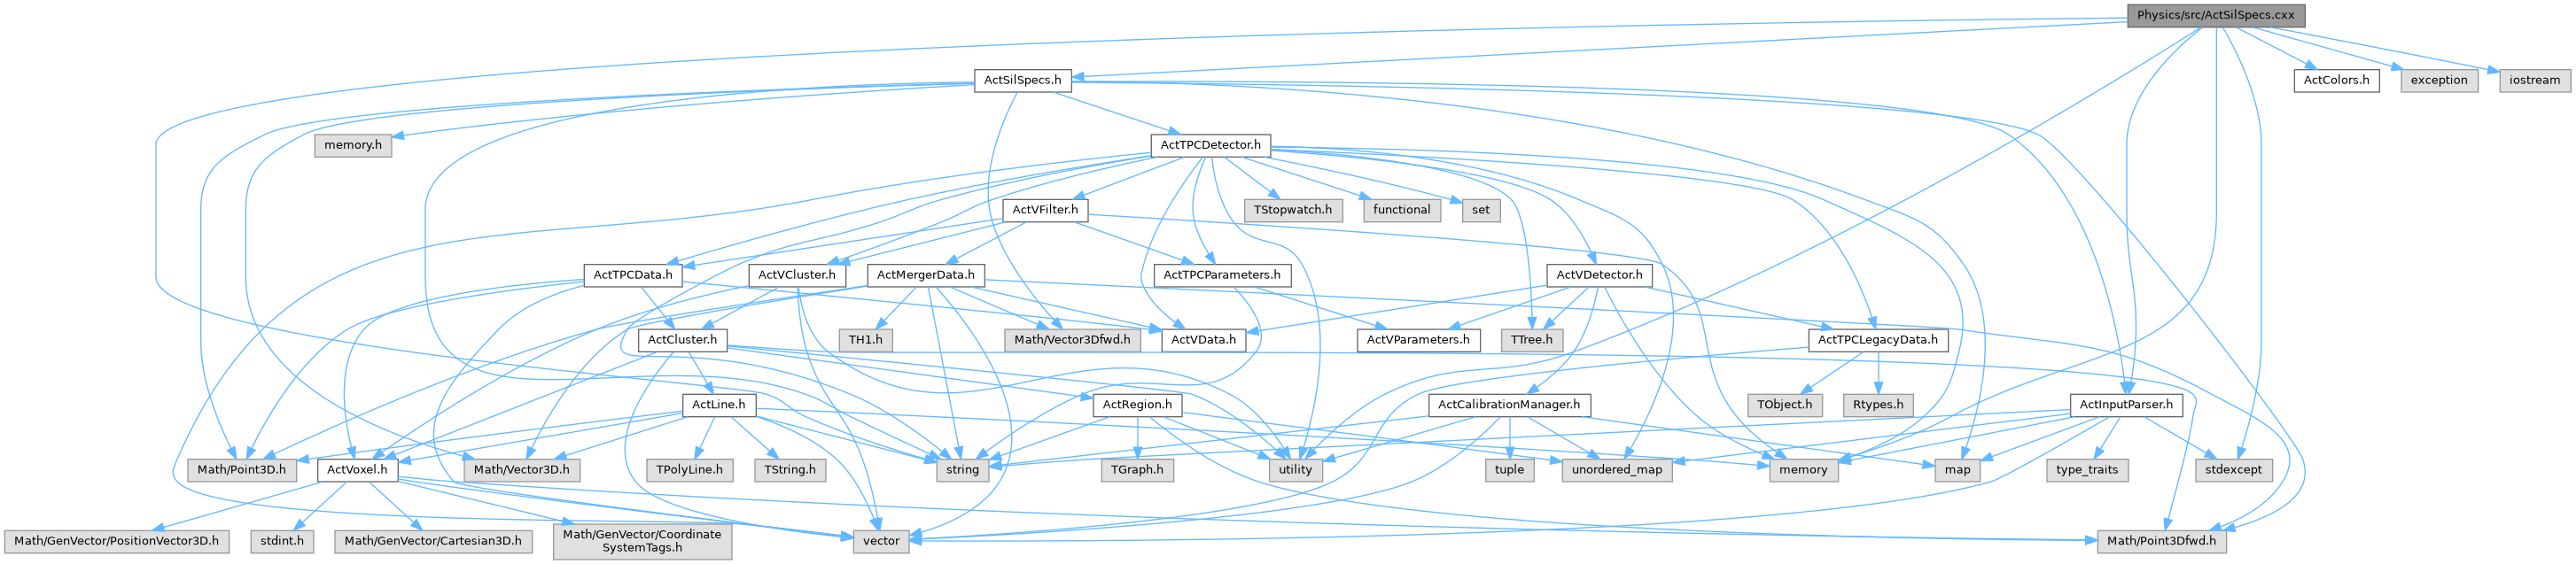 Physics/src/ActSilSpecs.cxx
ActSilSpecs.h
ActColors.h
exception
iostream
memory.h
ActTPCDetector.h
ActVFilter.h
TStopwatch.h
functional
set
ActTPCData.h
ActVCluster.h
ActMergerData.h
ActTPCParameters.h
ActVDetector.h
ActCluster.h
TH1.h
Math/Vector3Dfwd.h
ActVData.h
ActVParameters.h
TTree.h
ActTPCLegacyData.h
ActLine.h
ActRegion.h
ActCalibrationManager.h
TObject.h
Rtypes.h
ActInputParser.h
Math/Point3D.h
ActVoxel.h
Math/Vector3D.h
TPolyLine.h
TString.h
string
TGraph.h
utility
tuple
unordered_map
memory
map
type_traits
stdexcept
Math/GenVector/PositionVector3D.h
stdint.h
Math/GenVector/Cartesian3D.h
Math/GenVector/Coordinate
SystemTags.h
vector
Math/Point3Dfwd.h